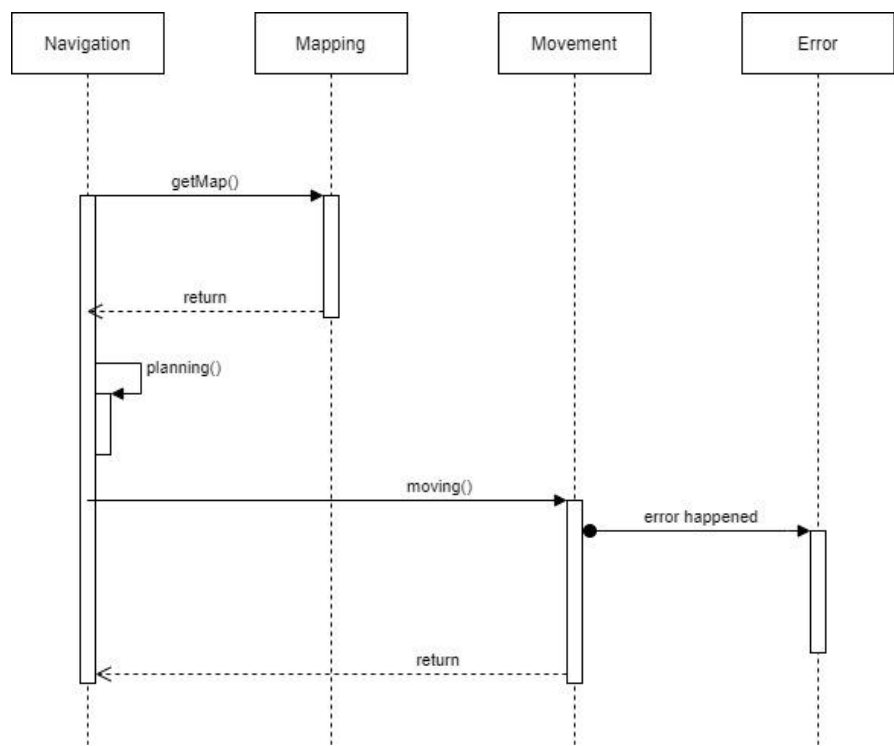 Navigation
Mapping
Movement
Error
getMap()
return
planning()
moving()
error happened
return